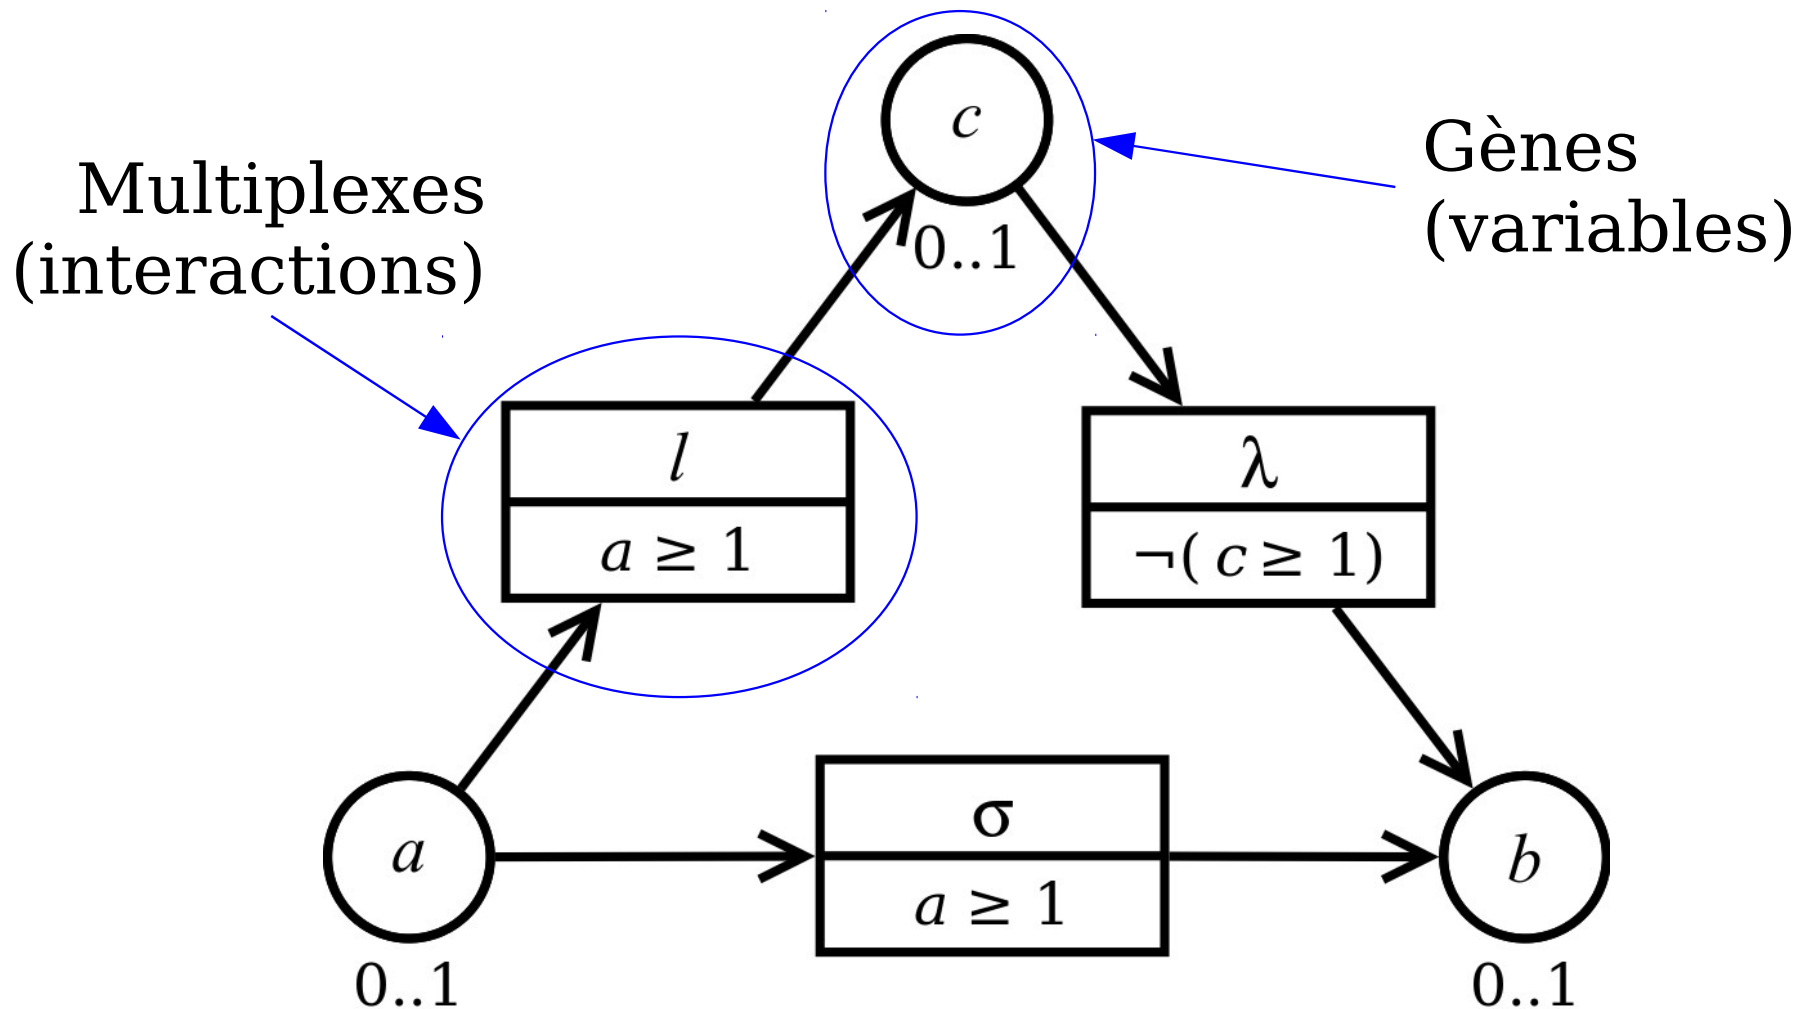 c
0..1
Gènes
(variables)
Multiplexes
(interactions)
l
a ≥ 1
λ
¬( c ≥ 1)
a
0..1
σ
a ≥ 1
b
0..1